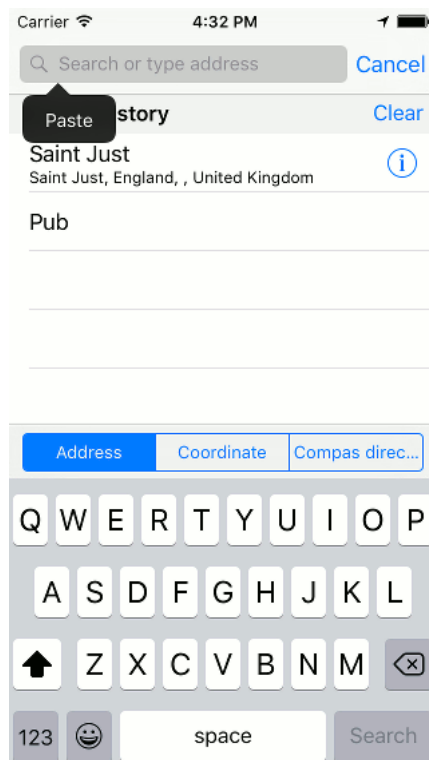 Carrier 4:32 PM
Search or type address Cancel
Paste story Clear
Saint Just
Saint Just, England, , United Kingdom
Pub
Address Coordinate Compas direc...
Q W E R T Y U I O P
A S D F G H J K L
Z X C V B N M
123 space Search